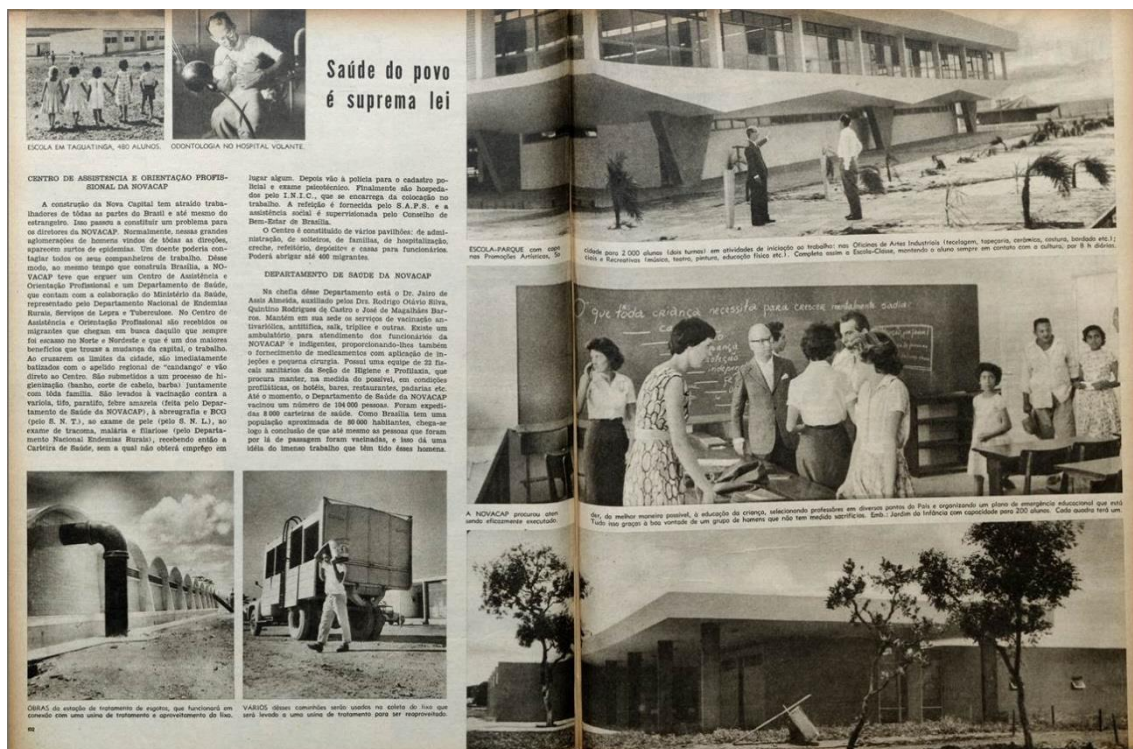 Saúde do povo
é suprema lei
ESCOLA EM TAGUATINGA, 480 ALUNOS.
ODONTOLOGIA NO HOSPITAL VOLANTE.
CENTRO DE ASSISTENCIA E ORIENTAÇÃO PROFIS-
SIONAL DA NOVACAP
A construção da Nova Capital tem atraído traba-
lhadores de tôdas as partes do Brasil e até mesmo do
estrangeiro. Isso passou a constituir um problema para
os diretores da NOVACAP. Normalmente, nessas grandes
aglomerações de homens vindos de tôdas as direções,
aparecem surtos de epidemias. Um doente poderia con-
tagiar todos os seus companheiros de trabalho. Dêsse
modo, ao mesmo tempo que construía Brasília, a NO-
VACAP teve que erguer um Centro de Assistência e
Orientação Profissional e um Departamento de Saúde,
que contam com a colaboração do Ministério da Saúde,
representado pelo Departamento Nacional de Endemias
Rurais, Serviços de Lepra e Tuberculose. No Centro de
Assistência e Orientação Profissional são recebidos os
migrantes que chegam em busca daquilo que sempre
foi escasso no Norte e Nordeste e que é um dos maiores
benefícios que trouxe a mudança da capital, o trabalho.
Ao cruzarem os limites da cidade, são imediatamente
batizados com o apelido regional de "candango" e vão
direto ao Centro. São submetidos a um processo de hi-
gienização (banho, corte de cabelo, barba) juntamente
com tôda família. São levados à vacinação contra a
varíola, tifo, paratifo, febre amarela (feita pelo Depar-
tamento de Saúde da NOVACAP), à abreugrafia e BCG
(pelo S. N. T.), ao exame de pele (pelo S. N. L.), ao
exame de tracoma, malária e filariose (pelo Departa-
mento Nacional Endemias Rurais), recebendo então a
Carteira de Saúde, sem a qual não obterá emprêgo em
lugar algum. Depois vão à polícia para o cadastro po-
licial e exame psicotécnico. Finalmente são hospeda-
dos pelo I.N.I.C., que se encarrega da colocação no
trabalho. A refeição é fornecida pelo S.A.P.S. e a
assistência social é supervisionada pelo Conselho de
Bem-Estar de Brasília.
O Centro é constituído de vários pavilhões: de admi-
nistração, de solteiros, de famílias, de hospitalização,
creche, refeitório, depósitos e casas para funcionários.
Poderá abrigar até 400 migrantes.
DEPARTAMENTO DE SAUDE DA NOVACAP
Na chefia dêsse Departamento está o Dr. Jairo de
Assis Almeida, auxiliado pelos Drs. Rodrigo Otúvio Silva,
Quintino Rodrigues de Castro e José de Magalhães Bar-
ros. Mantém em sua sede os serviços de vacinação an-
tivariólica, antitífica, salk, tríplice e outras. Existe um
ambulatório para atendimento dos funcionários da
NOVACAP e indigentes, proporcionando-lhes também
o fornecimento de medicamentos com aplicação de in-
jeções e pequena cirurgia. Possui uma equipe de 22 fis-
cais sanitários da Seção de Higiene e Profilaxia, que
procura manter, na medida do possível, em condições
profiláticas, os hotéis, bares, restaurantes, padarias etc.
Até o momento, o Departamento de Saúde da NOVACAP
vacinou um número de 104 000 pessoas. Foram expedi-
das 8 000 carteiras de saúde. Como Brasília tem uma
população aproximada de 80 000 habitantes, chega-se
logo à conclusão de que até mesmo as pessoas que foram
por lá de passagem foram vacinadas, e isso dá uma
idéia do imenso trabalho que têm tido êsses homens.
OBRAS da estação de tratamento de esgotos, que funcionará em
conexão com uma usina de tratamento e aproveitamento do lixo.
VÁRIOS dêsses caminhões serão usados na coleta do lixo que
será levado a uma usina de tratamento para ser reaproveitado.
ESCOLA-PARQUE com capa cidade para 2 000 alunos (dois turnos) em atividades de iniciação ao trabalho: nas Oficinas de Artes Industriais (tecelagem, tapeçaria, cerâmica, costura, bordado etc.);
nas Promoções Artísticas, So ciais e Recreativas (música, teatro, pintura, educação física etc.). Completa assim a Escola-Classe, mantendo o aluno sempre em contato com a cultura, por 8 h diárias.
O que toda criança necessita para crescer mentalmente sadia:
A NOVACAP procurou aten der, da melhor maneira possível, à educação da criança, selecionando professôres em diversos pontos do País e organizando um plano de emergência educacional que está
sendo eficazmente executado. Tudo isso graças à boa vontade de um grupo de homens que não tem medido sacrifícios. Emb.: Jardim da Infância com capacidade para 200 alunos. Cada quadra terá um.